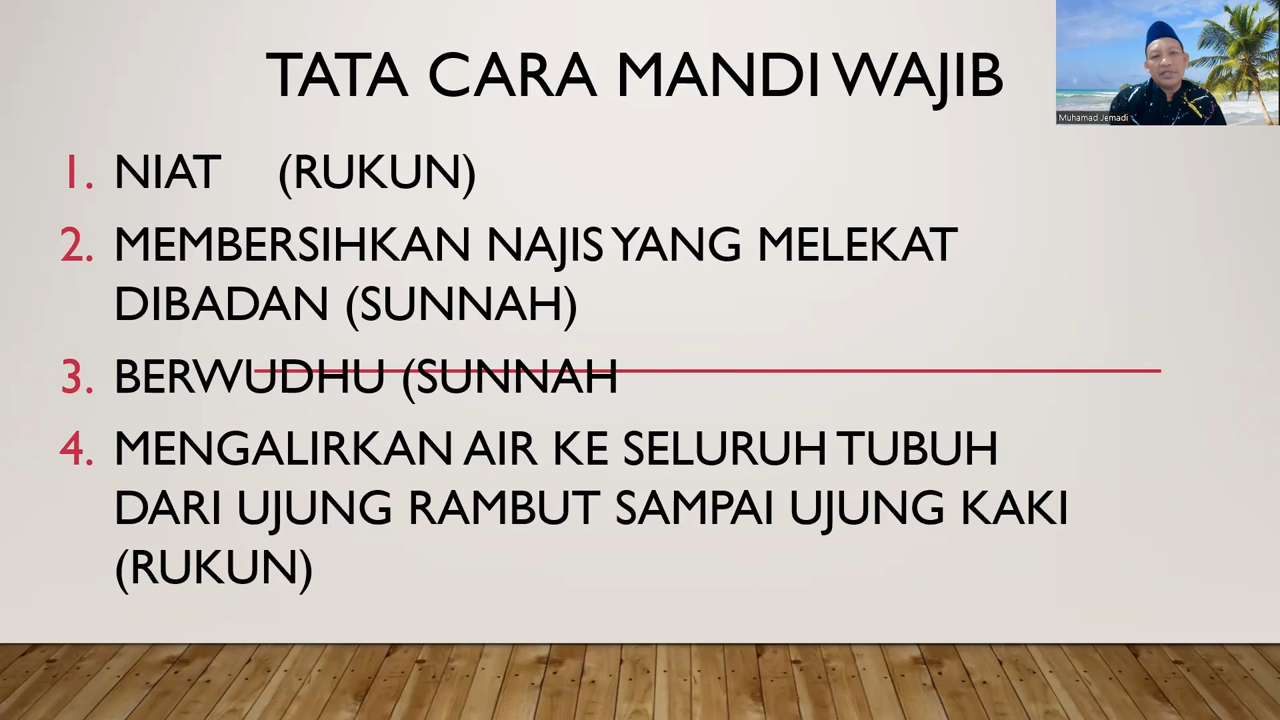 TATA CARA MANDI WAJIB
Muhamad Jemadi
1. NIAT (RUKUN)
2. MEMBERSIHKAN NAJIS YANG MELEKAT
DIBADAN (SUNNAH)
3. BERWUDHU (SUNNAH
4. MENGALIRKAN AIR KE SELURUH TUBUH
DARI UJUNG RAMBUT SAMPAI UJUNG KAKI
(RUKUN)